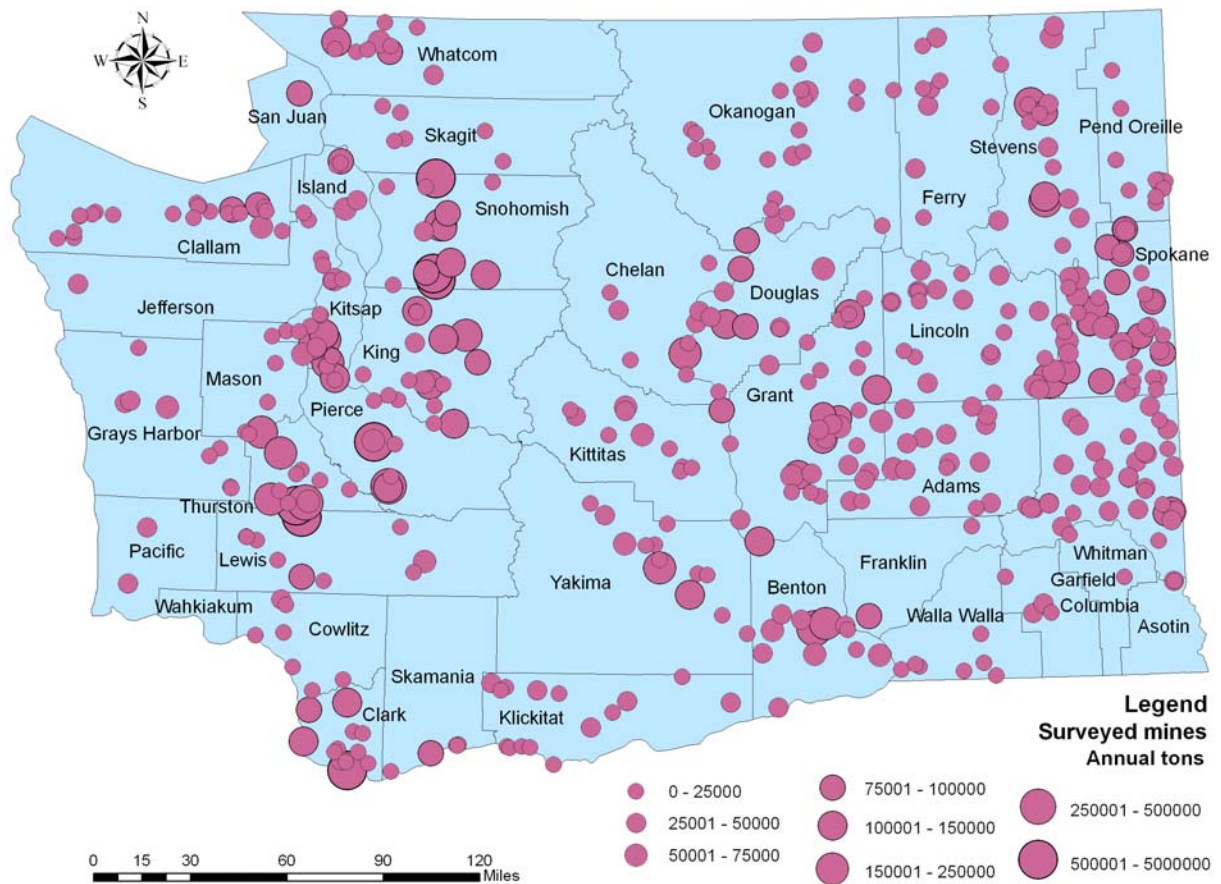 N
W E
S
Whatcom
San Juan
Okanogan
Skagit
Pend Oreille
Stevens
Island
Ferry
Snohomish
Clallam
Spokane
Chelan
Douglas
Jefferson
Kitsap
Lincoln
King
Mason
Grant
Pierce
Grays Harbor
Kittitas
Adams
Thurston
Pacific
Lewis
Whitman
Franklin
Yakima
Benton
Garfield
Wahkiakum
Columbia
Cowlitz
Walla Walla
Asotin
Skamania
Clark
Klickitat
Legend
Surveyed mines
Annual tons
0 - 25000
25001 - 50000
50001 - 75000
75001 - 100000
100001 - 150000
150001 - 250000
250001 - 500000
500001 - 5000000
0 15 30 60 90 120
Miles